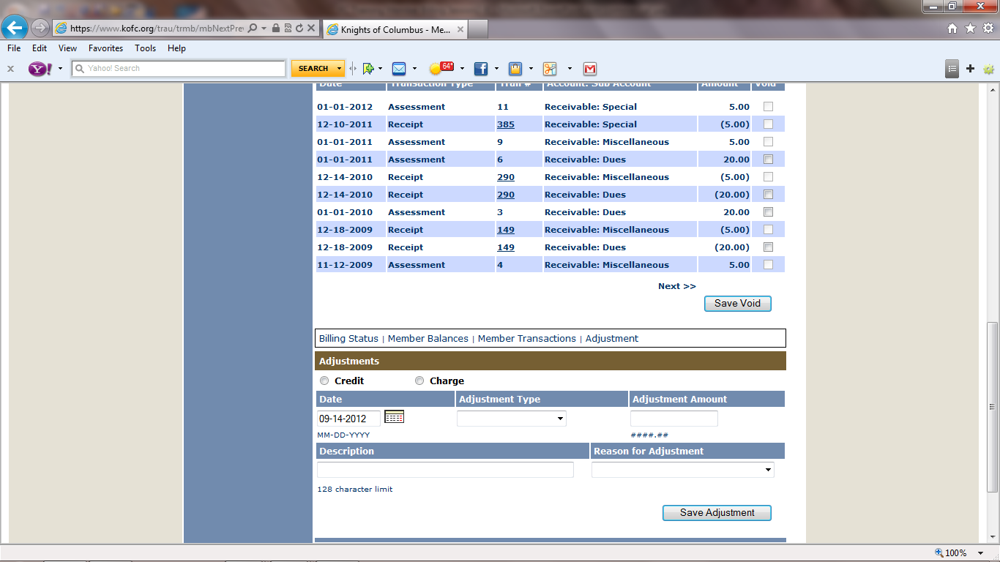 https://www.kofc.org/trau/trmb/mbNextPre
Knights of Columbus - Me...
File Edit View Favorites Tools Help
Y! Yahoo! Search SEARCH 64°
Date Transaction Type Tran # Account: Sub Account Amount Void
01-01-2012 Assessment 11 Receivable: Special 5.00
12-10-2011 Receipt 385 Receivable: Special (5.00)
01-01-2011 Assessment 9 Receivable: Miscellaneous 5.00
01-01-2011 Assessment 6 Receivable: Dues 20.00
12-14-2010 Receipt 290 Receivable: Miscellaneous (5.00)
12-14-2010 Receipt 290 Receivable: Dues (20.00)
01-01-2010 Assessment 3 Receivable: Dues 20.00
12-18-2009 Receipt 149 Receivable: Miscellaneous (5.00)
12-18-2009 Receipt 149 Receivable: Dues (20.00)
11-12-2009 Assessment 4 Receivable: Miscellaneous 5.00
Next >>
Save Void
Billing Status | Member Balances | Member Transactions | Adjustment
Adjustments
Credit Charge
Date Adjustment Type Adjustment Amount
09-14-2012
MM-DD-YYYY ####.##
Description Reason for Adjustment
128 character limit
Save Adjustment
100%